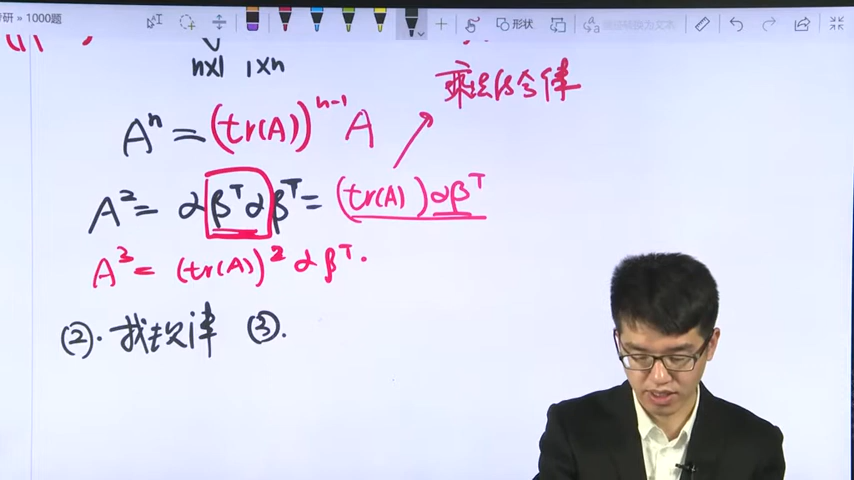 研 » 1000题
形状
n×1 1×n
乘法结合律
Aⁿ = (tr(A))ⁿ⁻¹ A
A² = αβᵀαβᵀ = (tr(A)) αβᵀ
A³ = (tr(A))² αβᵀ.
②. 找规律 ③.